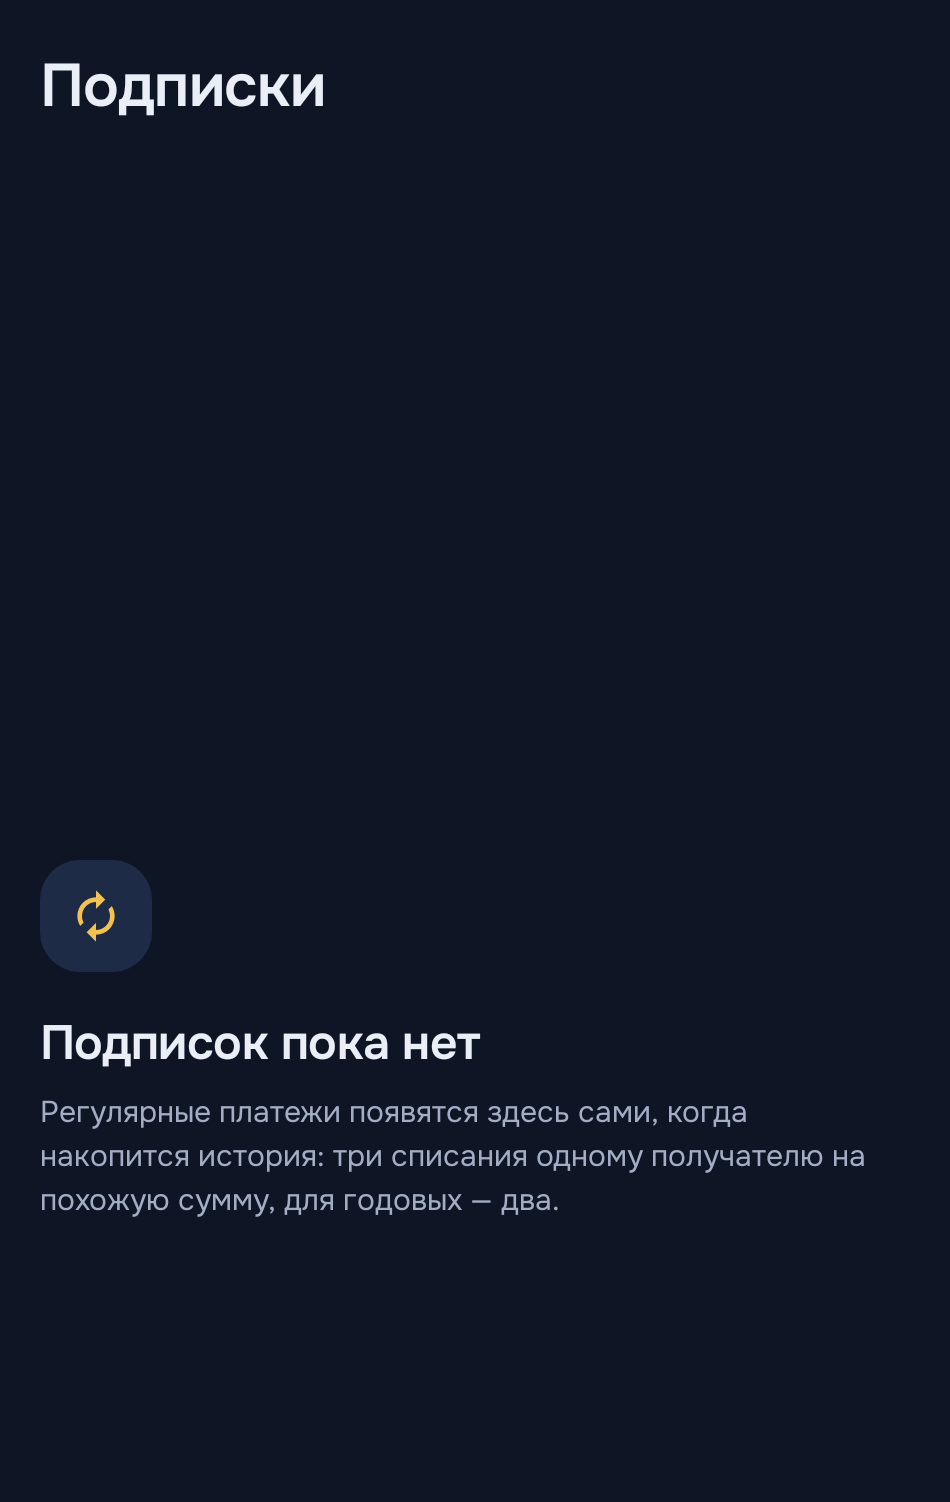 Подписки
Подписок пока нет
Регулярные платежи появятся здесь сами, когда
накопится история: три списания одному получателю на
похожую сумму, для годовых — два.